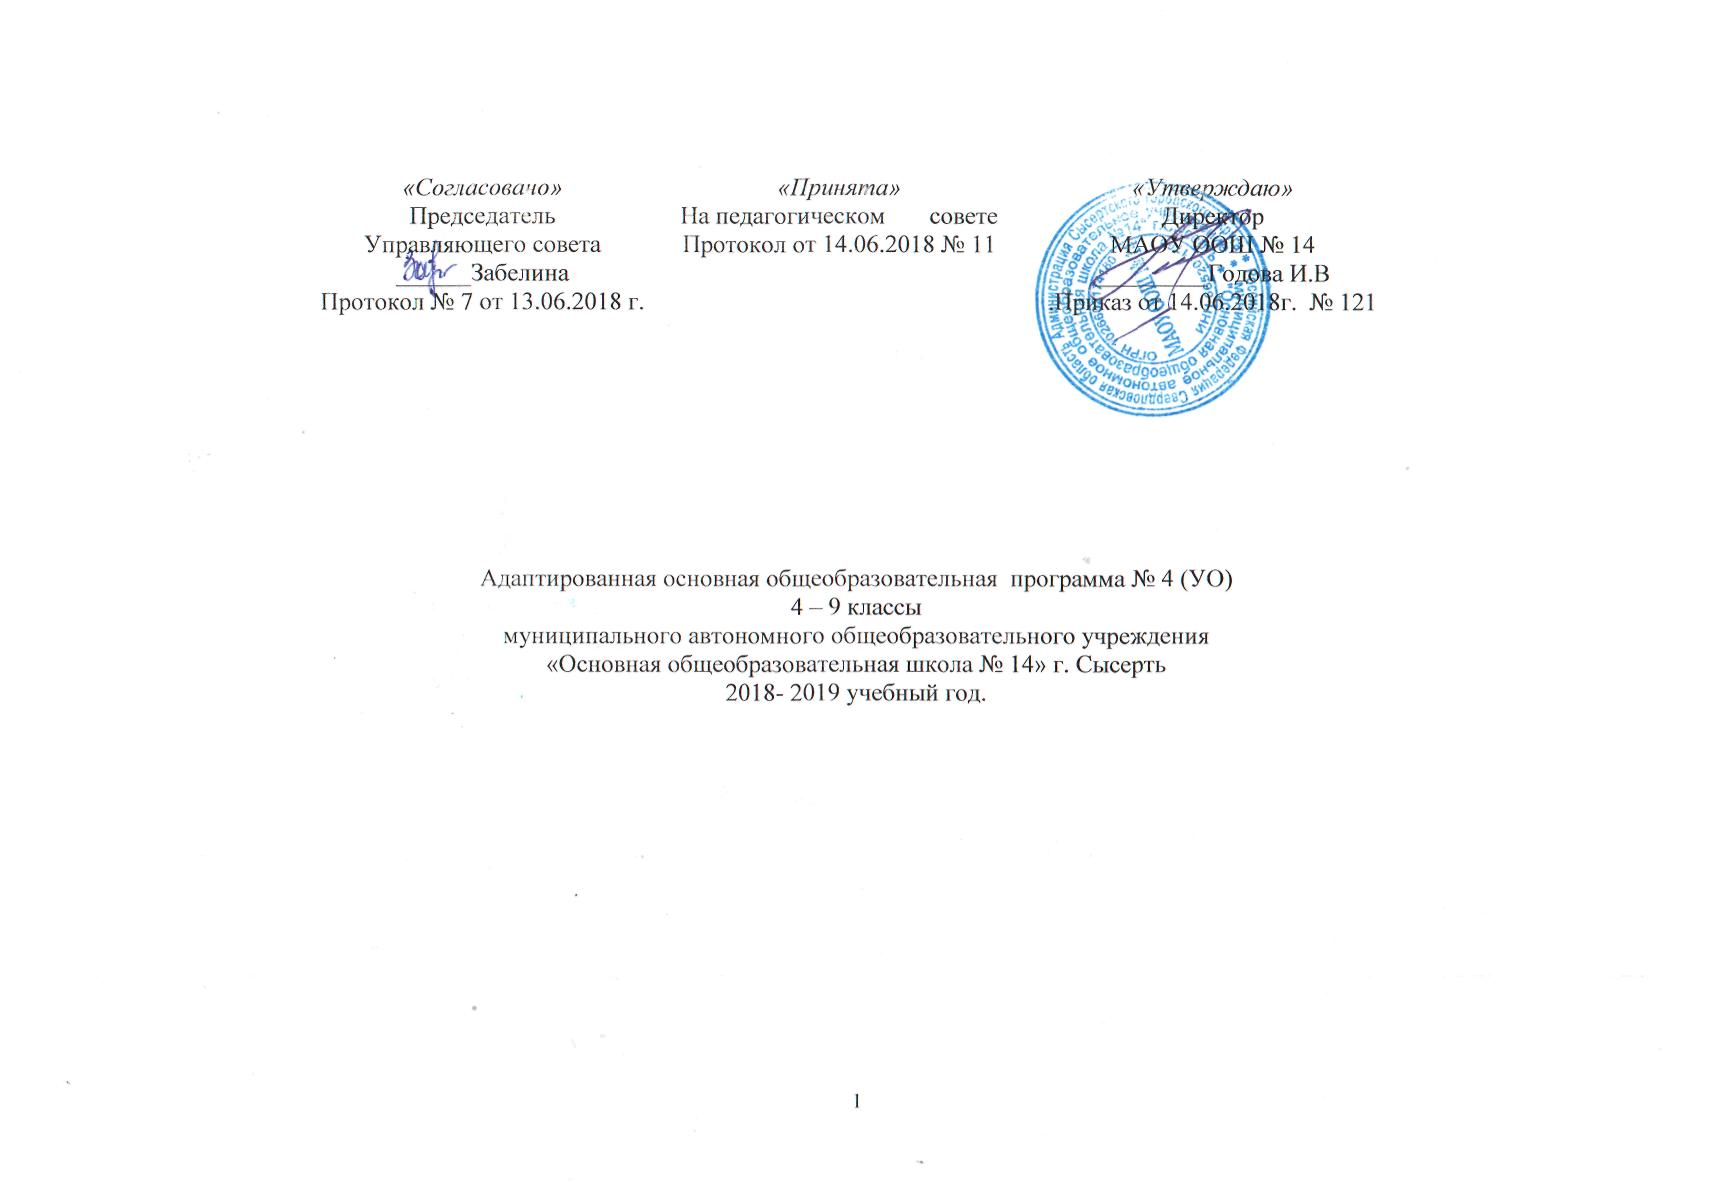 «Согласовачо»
Председатель
Управляющего совета
Забелина
Протокол № 7 от 13.06.2018 г.
«Принята»
На педагогическом совете
Протокол от 14.06.2018 № 11
«Утверждаю»
Директор
МАОУ ООШ № 14
Годова И.В
Приказ от 14.06.2018г. № 121
Адаптированная основная общеобразовательная программа № 4 (УО)
4 – 9 классы
муниципального автономного общеобразовательного учреждения
«Основная общеобразовательная школа № 14» г. Сысерть
2018- 2019 учебный год.
1